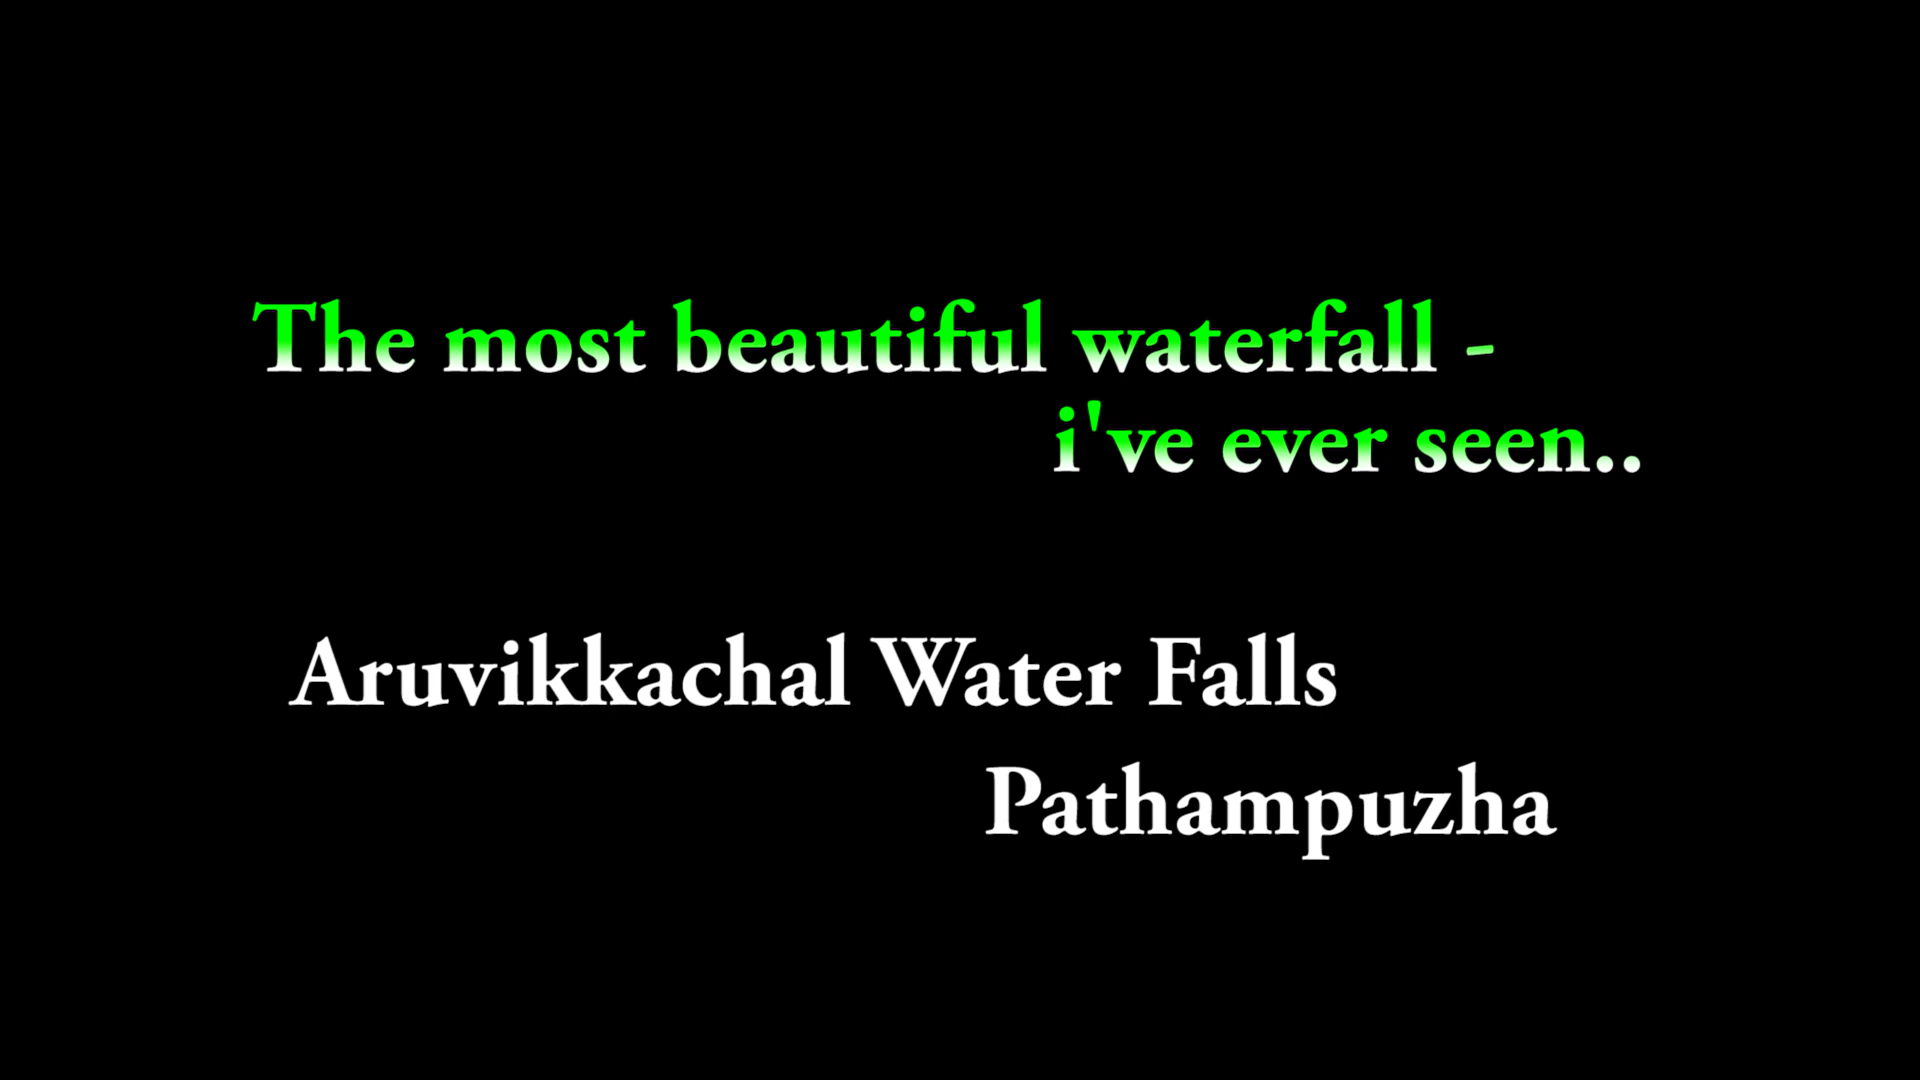 The most beautiful waterfall -
i've ever seen..
Aruvikkachal Water Falls
Pathampuzha